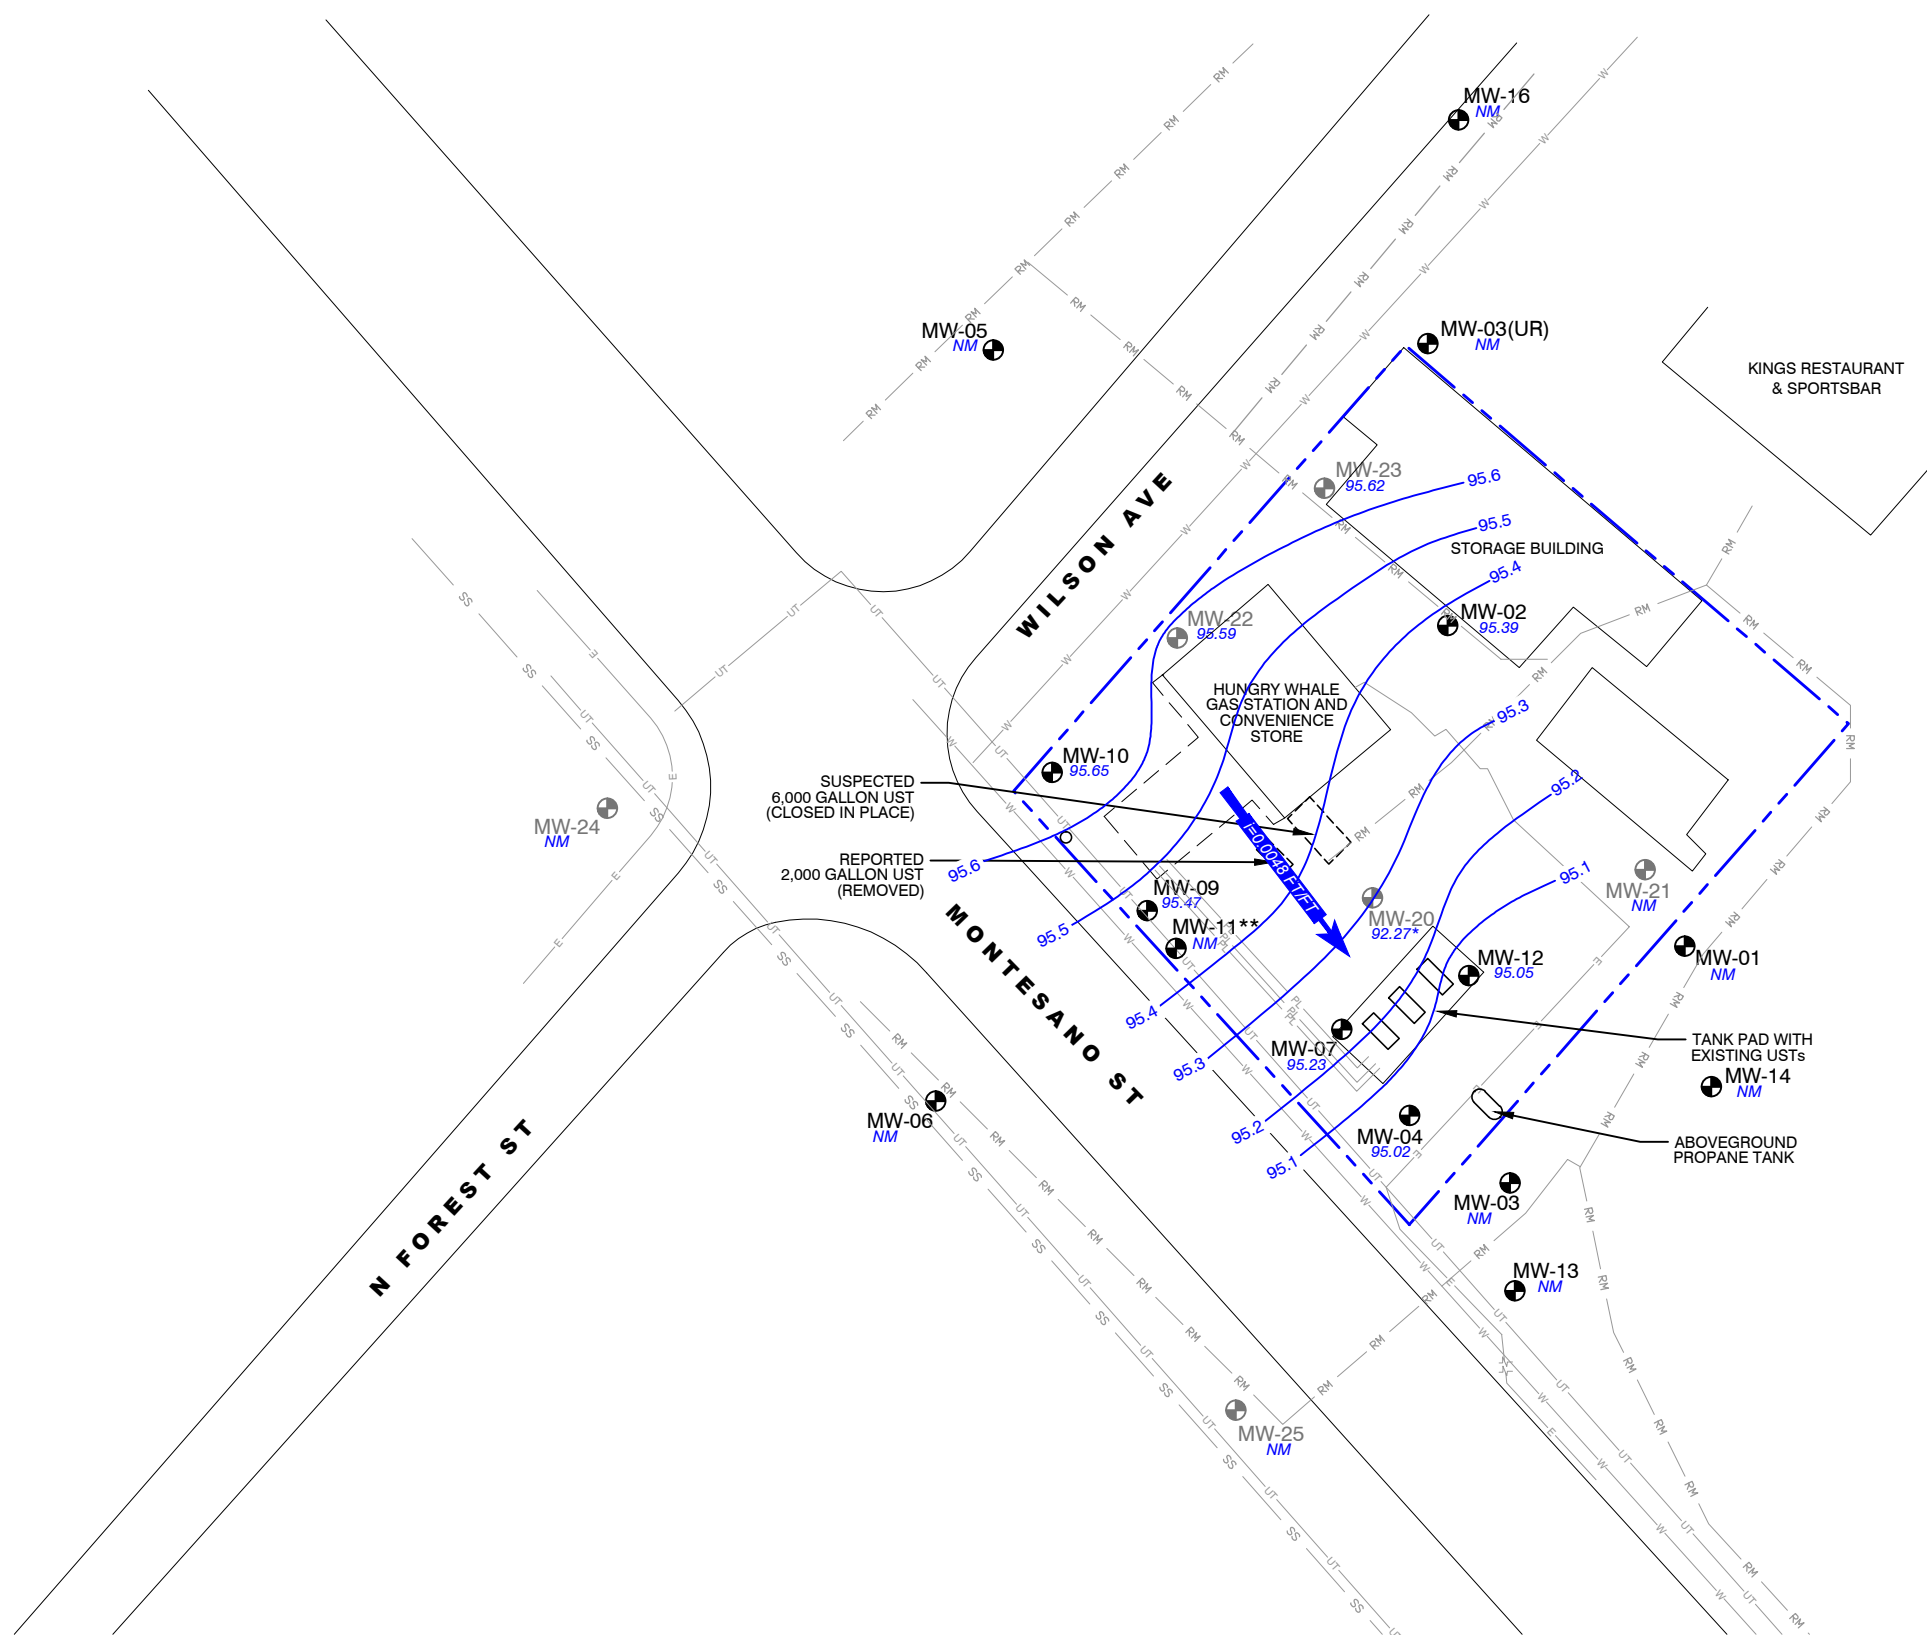 MW-16
NM
MW-05
NM
MW-03(UR)
NM
KINGS RESTAURANT
& SPORTSBAR
MW-23
95.62
95.6
95.5
STORAGE BUILDING
95.4
WILSON AVE
MW-22
95.59
MW-02
95.39
HUNGRY WHALE
GAS STATION AND
CONVENIENCE
STORE
95.3
MW-10
95.65
SUSPECTED
6,000 GALLON UST
(CLOSED IN PLACE)
95.2
MW-24
NM
REPORTED
2,000 GALLON UST
(REMOVED)
i=0.0048 FT/FT
95.6
95.1
MW-09
95.47
MW-21
NM
MW-20
92.27*
MW-11**
NM
95.5
MONTESANO ST
MW-12
95.05
MW-01
NM
95.4
MW-07
95.23
95.3
TANK PAD WITH
EXISTING USTs
MW-14
NM
MW-06
NM
95.2
MW-04
95.02
ABOVEGROUND
PROPANE TANK
95.1
N FOREST ST
MW-03
NM
MW-13
NM
MW-25
NM
RM
W
UT
SS
E
PL